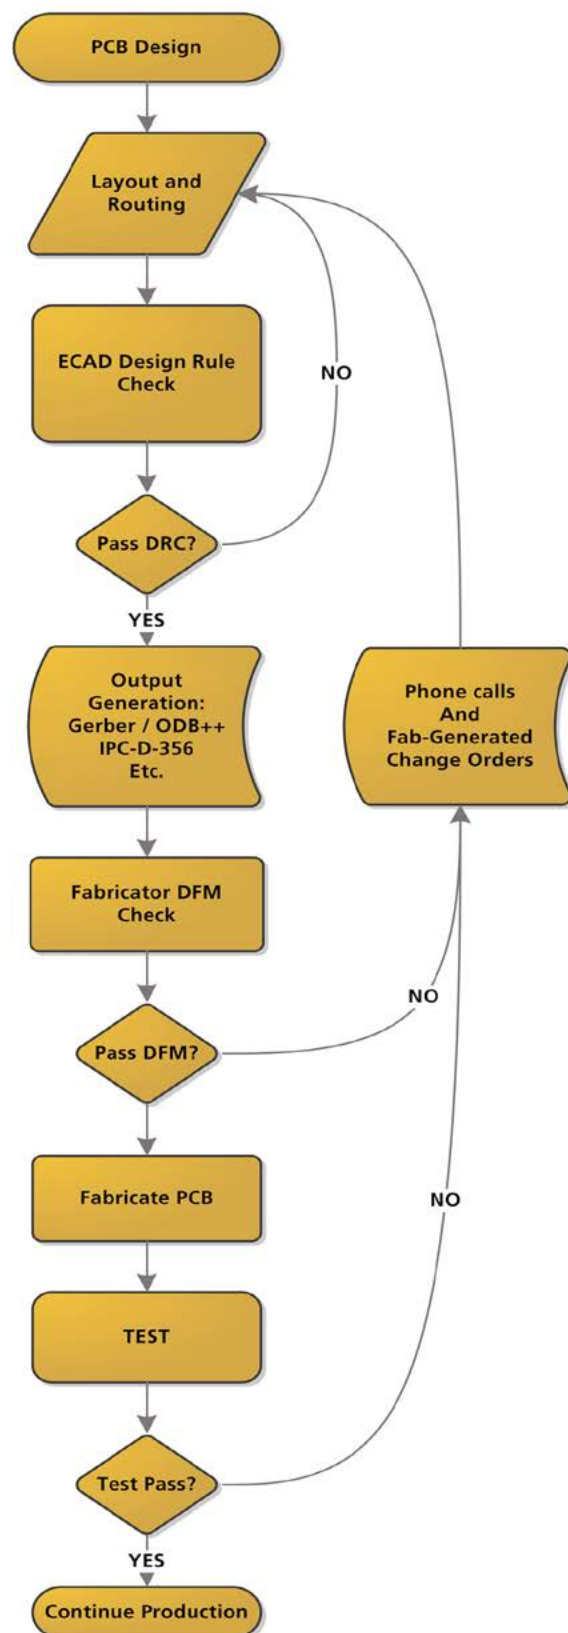 PCB Design
Layout and
Routing
ECAD Design Rule
Check
NO
Pass DRC?
YES
Output
Generation:
Gerber / ODB++
IPC-D-356
Etc.
Phone calls
And
Fab-Generated
Change Orders
Fabricator DFM
Check
NO
Pass DFM?
Fabricate PCB
NO
TEST
Test Pass?
YES
Continue Production